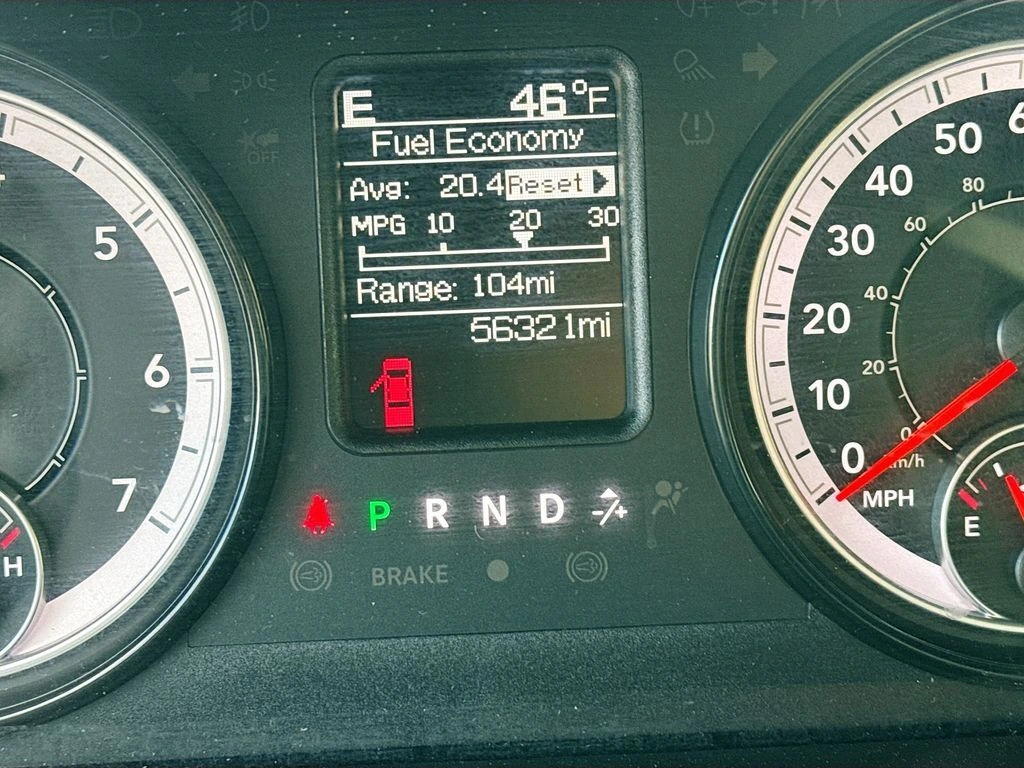 E 46°F
Fuel Economy
Avg: 20.4 Reset
MPG 10 20 30
Range: 104mi
56321mi
P R N D -/+
BRAKE
OFF
5
6
7
H
50
40
30
20
10
0
MPH
80
60
40
20
0
km/h
E